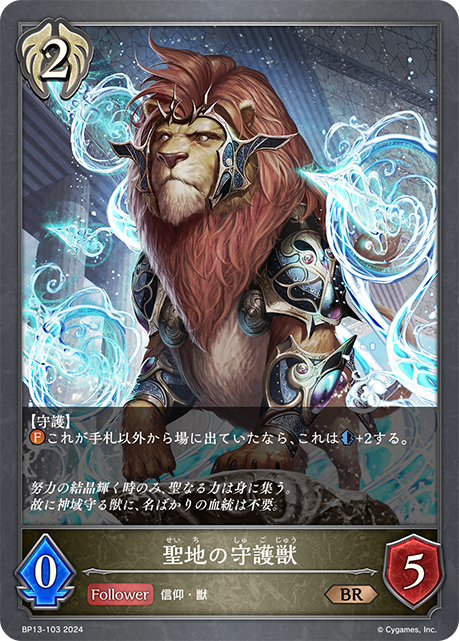 2
【守護】
Fこれが手札以外から場に出ていたなら、これは+2する。
努力の結晶輝く時のみ、聖なる力は身に集う。
故に神域守る獣に、名ばかりの血統は不要。
せいち しゅごじゅう
聖地の守護獣
0
Follower 信仰・獣
BR
5
BP13-103 2024
© Cygames, Inc.